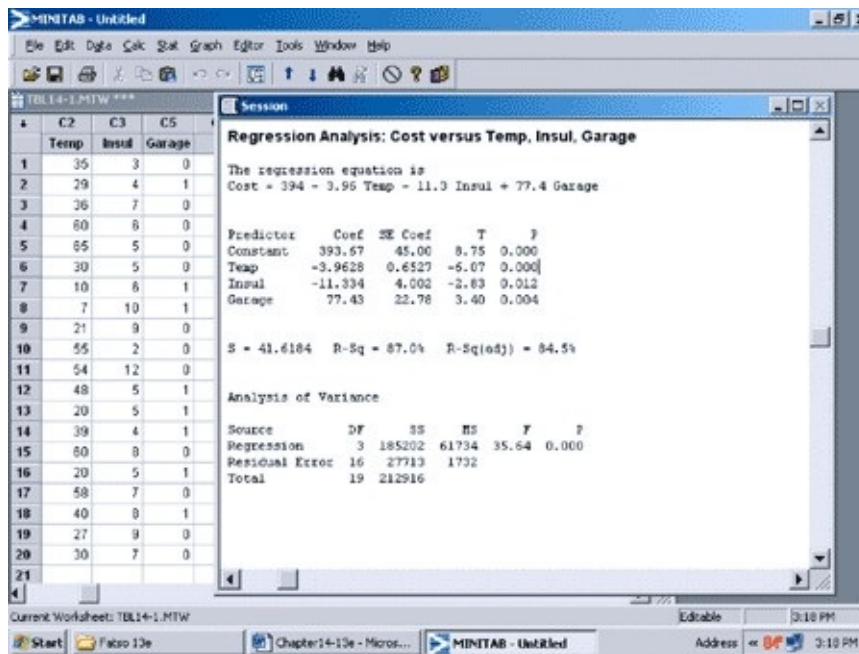 MINITAB - Untitled
File Edit Data Calc Stat Graph Editor Tools Window Help
TBL14-1.MTW ***
C2 C3 C5
Temp Insul Garage
1 35 3 0
2 29 4 1
3 36 7 0
4 60 6 0
5 65 5 0
6 30 5 0
7 10 6 1
8 7 10 1
9 21 9 0
10 55 2 0
11 54 12 0
12 48 5 1
13 20 5 1
14 39 4 1
15 60 8 0
16 20 5 1
17 58 7 0
18 40 8 1
19 27 9 0
20 30 7 0
21
Session
Regression Analysis: Cost versus Temp, Insul, Garage
The regression equation is
Cost = 394 - 3.96 Temp - 11.3 Insul + 77.4 Garage
Predictor Coef SE Coef T P
Constant 393.67 45.00 8.75 0.000
Temp -3.9628 0.6527 -6.07 0.000
Insul -11.334 4.002 -2.83 0.012
Garage 77.43 22.78 3.40 0.004
S = 41.6184 R-Sq = 87.0% R-Sq(adj) = 84.5%
Analysis of Variance
Source DF SS MS F P
Regression 3 185202 61734 35.64 0.000
Residual Error 16 27713 1732
Total 19 212916
Current Worksheet: TBL14-1.MTW Editable 3:18 PM
Start Fatso 13e Chapter14-13e - Micros... MINITAB - Untitled Address « 3:18 PM